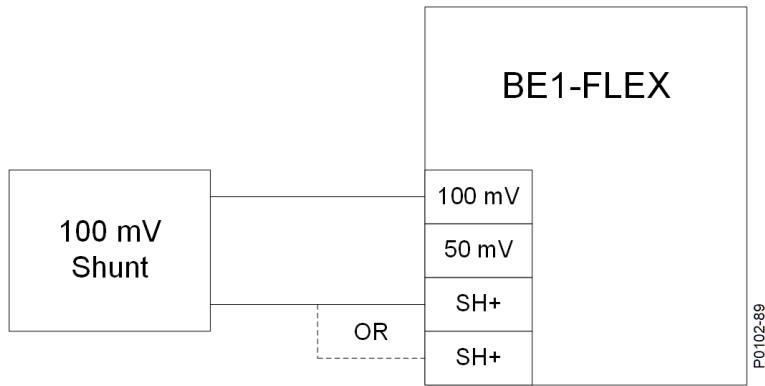 BE1-FLEX
100 mV
Shunt
100 mV
50 mV
SH+
OR
SH+
P0102-89